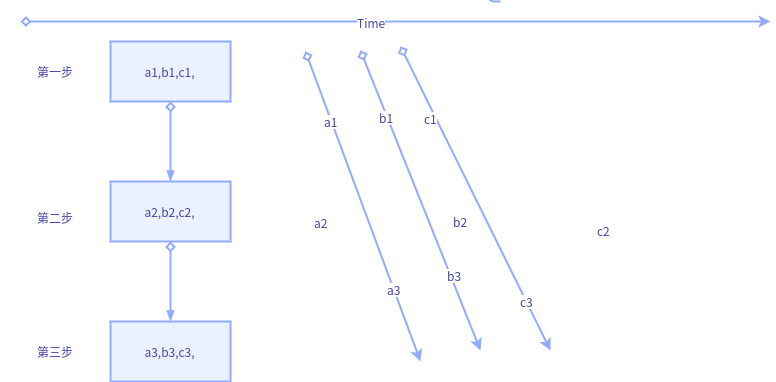 Time
第一步
a1,b1,c1,
a1
b1
c1
第二步
a2,b2,c2,
a2
b2
c2
b3
a3
c3
第三步
a3,b3,c3,